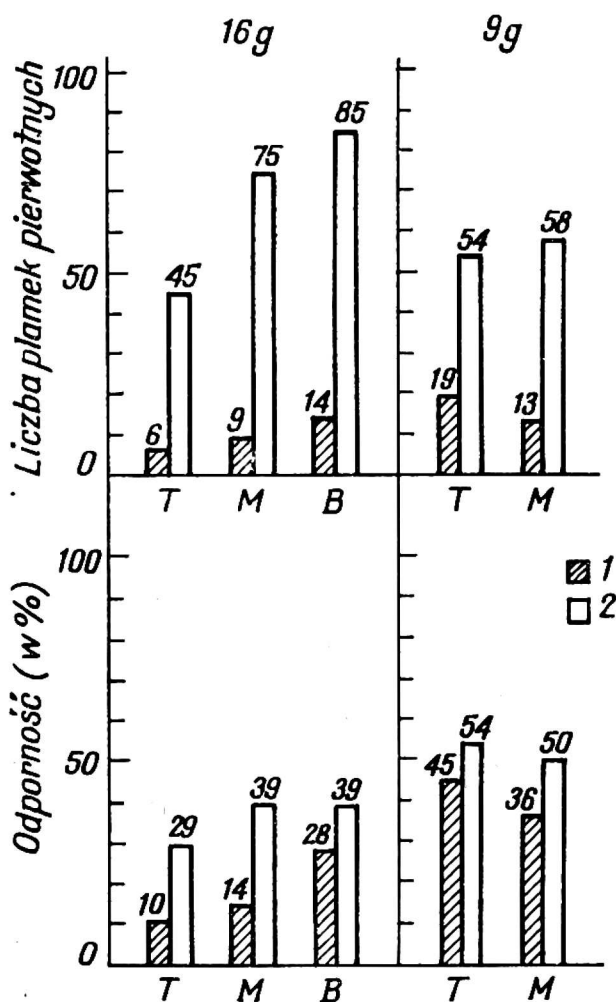 16g 9g
Liczba plamek pierwotnych
100
50
0
6 45 9 75 14 85 19 54 13 58
T M B T M
Odporność (w %)
100
50
0
1
2
10 29 14 39 28 39 45 54 36 50
T M B T M